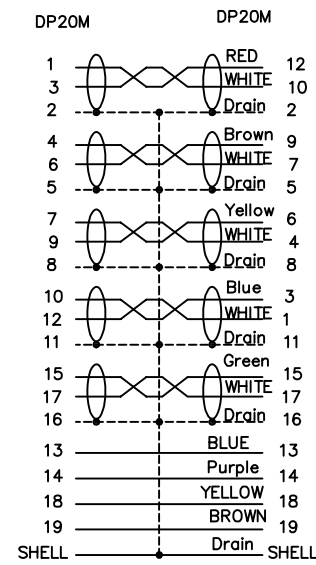 DP20M DP20M
1 RED 12
3 WHITE 10
2 Drain 2
4 Brown 9
6 WHITE 7
5 Drain 5
7 Yellow 6
9 WHITE 4
8 Drain 8
10 Blue 3
12 WHITE 1
11 Drain 11
15 Green 15
17 WHITE 17
16 Drain 16
13 BLUE 13
14 Purple 14
18 YELLOW 18
19 BROWN 19
SHELL Drain SHELL